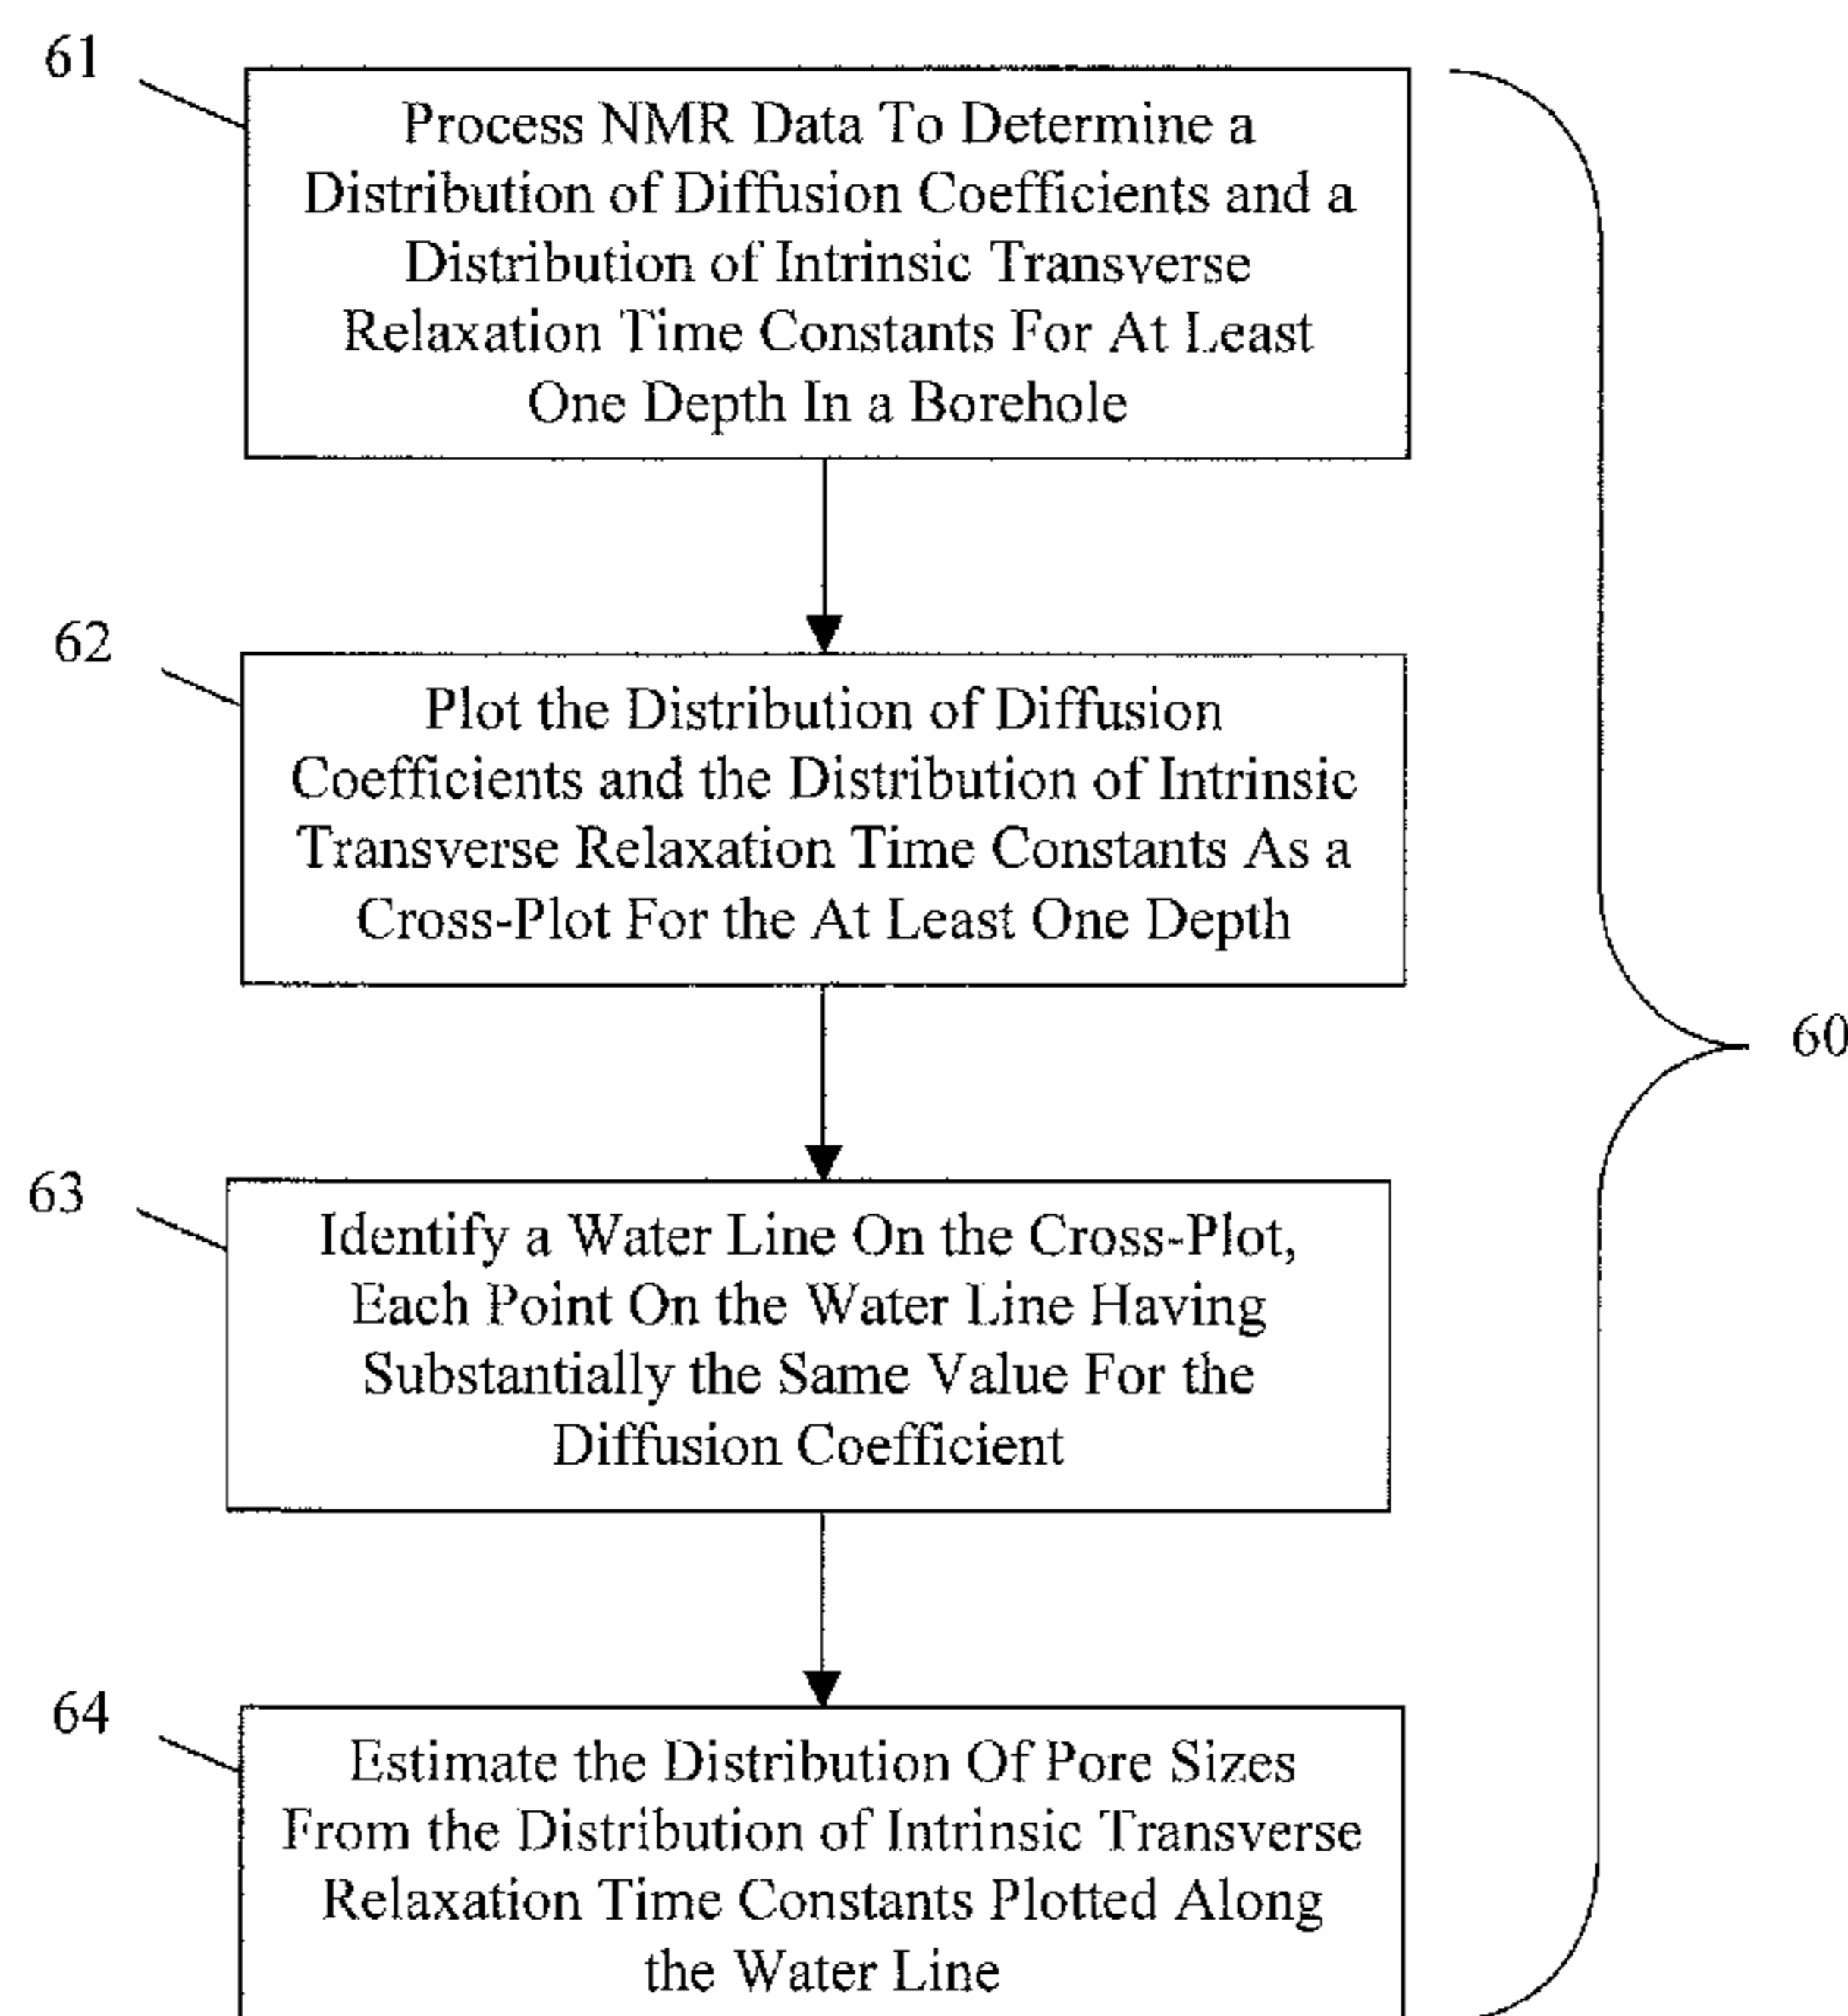 61
Process NMR Data To Determine a
Distribution of Diffusion Coefficients and a
Distribution of Intrinsic Transverse
Relaxation Time Constants For At Least
One Depth In a Borehole
62
Plot the Distribution of Diffusion
Coefficients and the Distribution of Intrinsic
Transverse Relaxation Time Constants As a
Cross-Plot For the At Least One Depth
60
63
Identify a Water Line On the Cross-Plot,
Each Point On the Water Line Having
Substantially the Same Value For the
Diffusion Coefficient
64
Estimate the Distribution Of Pore Sizes
From the Distribution of Intrinsic Transverse
Relaxation Time Constants Plotted Along
the Water Line